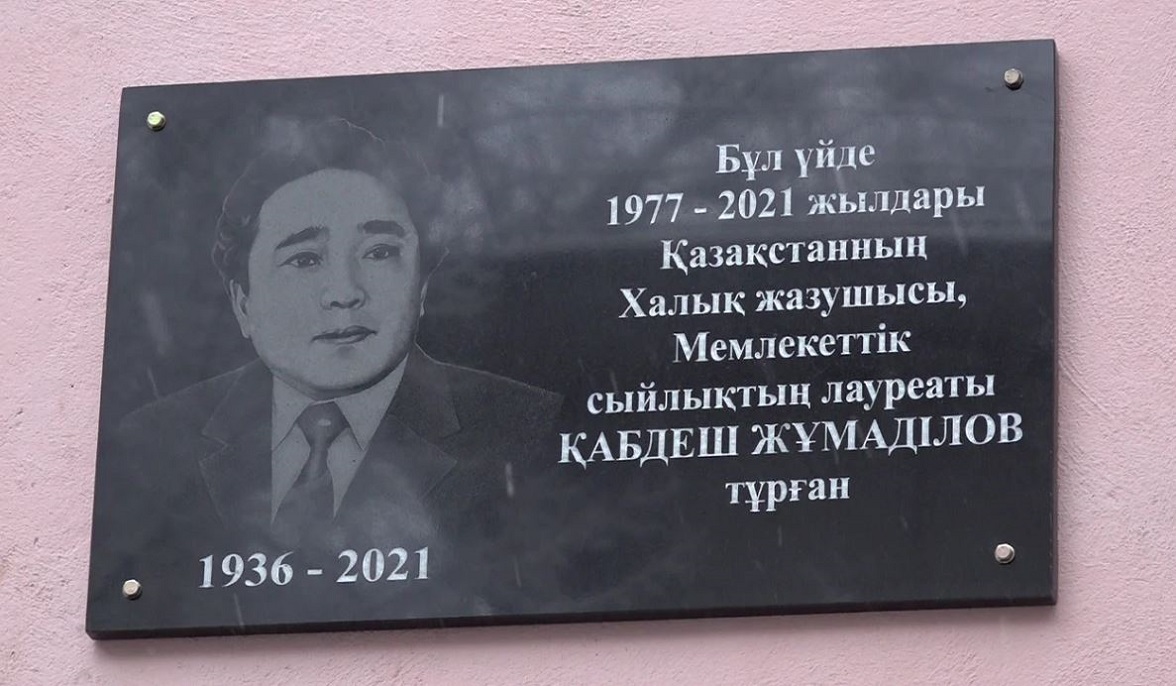 Бұл үйде
1977 - 2021 жылдары
Қазақстанның
Халық жазушысы,
Мемлекеттік
сыйлықтың лауреаты
ҚАБДЕШ ЖҰМАДІЛОВ
тұрған
1936 - 2021